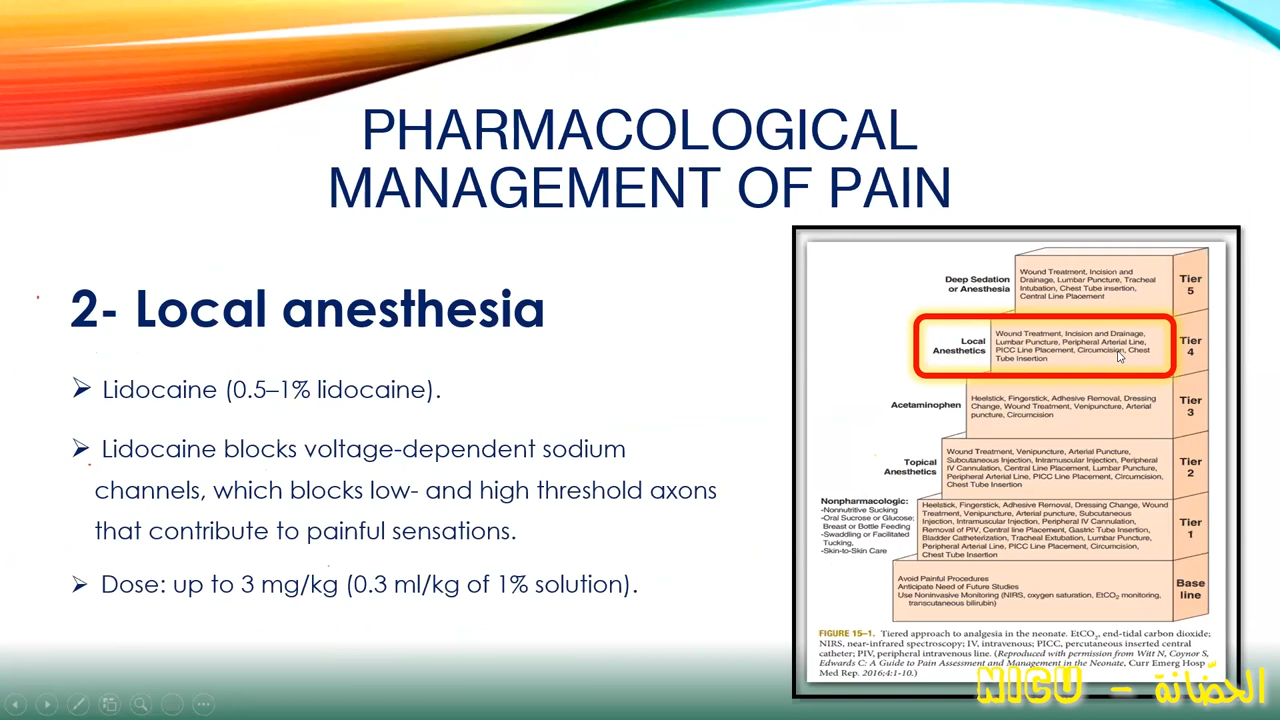 PHARMACOLOGICAL
MANAGEMENT OF PAIN
2- Local anesthesia
Lidocaine (0.5–1% lidocaine).
Lidocaine blocks voltage-dependent sodium
channels, which blocks low- and high threshold axons
that contribute to painful sensations.
Dose: up to 3 mg/kg (0.3 ml/kg of 1% solution).
Deep Sedation
or Anesthesia
Wound Treatment, Incision and
Drainage, Lumbar Puncture, Tracheal
Intubation, Chest Tube insertion,
Central Line Placement
Tier
5
Local
Anesthetics
Wound Treatment, Incision and Drainage,
Lumbar Puncture, Peripheral Arterial Line,
PICC Line Placement, Circumcision, Chest
Tube Insertion
Tier
4
Acetaminophen
Heelstick, Fingerstick, Adhesive Removal, Dressing
Change, Wound Treatment, Venipuncture, Arterial
puncture, Circumcision
Tier
3
Topical
Anesthetics
Wound Treatment, Venipuncture, Arterial Puncture,
Subcutaneous Injection, Intramuscular Injection, Peripheral
IV Cannulation, Central Line Placement, Lumbar Puncture,
Peripheral Arterial Line, PICC Line Placement, Circumcision,
Chest Tube Insertion
Tier
2
Nonpharmacologic:
-Nonnutritive Sucking
-Oral Sucrose or Glucose;
Breast or Bottle Feeding
-Swaddling or Facilitated
Tucking,
-Skin-to-Skin Care
Heelstick, Fingerstick, Adhesive Removal, Dressing Change, Wound
Treatment, Venipuncture, Arterial puncture, Subcutaneous
Injection, Intramuscular Injection, Peripheral IV Cannulation,
Removal of PIV, Central line Placement, Gastric Tube Insertion,
Bladder Catheterization, Tracheal Extubation, Lumbar Puncture,
Peripheral Arterial Line, PICC Line Placement, Circumcision,
Chest Tube Insertion
Tier
1
Avoid Painful Procedures
Anticipate Need of Future Studies
Use Noninvasive Monitoring (NIRS, oxygen saturation, EtCO₂ monitoring,
transcutaneous bilirubin)
Base
line
FIGURE 15–1. Tiered approach to analgesia in the neonate. EtCO₂, end-tidal carbon dioxide;
NIRS, near-infrared spectroscopy; IV, intravenous; PICC, percutaneous inserted central
catheter; PIV, peripheral intravenous line. (Reproduced with permission from Witt N, Coynor S,
Edwards C: A Guide to Pain Assessment and Management in the Neonate, Curr Emerg Hosp
Med Rep. 2016;4:1-10.)
NICU – الحضّانة